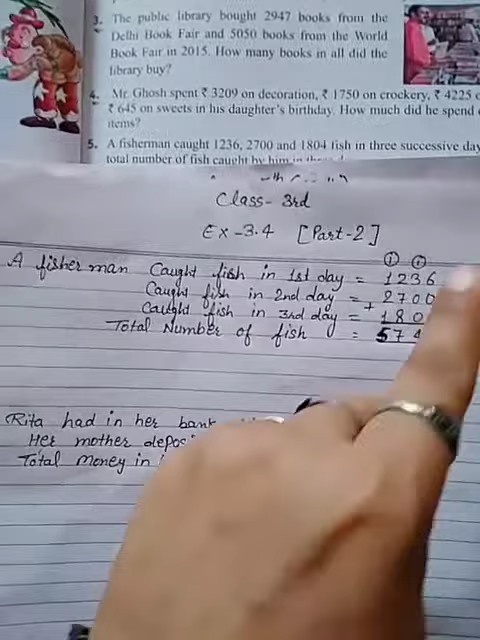 3. The public library bought 2947 books from the
Delhi Book Fair and 5050 books from the World
Book Fair in 2015. How many books in all did the
library buy?
4. Mr. Ghosh spent ₹ 3209 on decoration, ₹ 1750 on crockery, ₹ 4225 o
₹ 645 on sweets in his daughter's birthday. How much did he spend
items?
5. A fisherman caught 1236, 2700 and 1804 fish in three successive day
total number of fish caught by him in
Class- 3rd
Ex -3.4 [Part-2]
① ①
A fisherman Caught fish in 1st day = 1236
Caught fish in 2nd day = 2700
Caught fish in 3rd day = + 180
Total Number of fish = 574
Rita had in her bank
Her mother depos
Total Money in